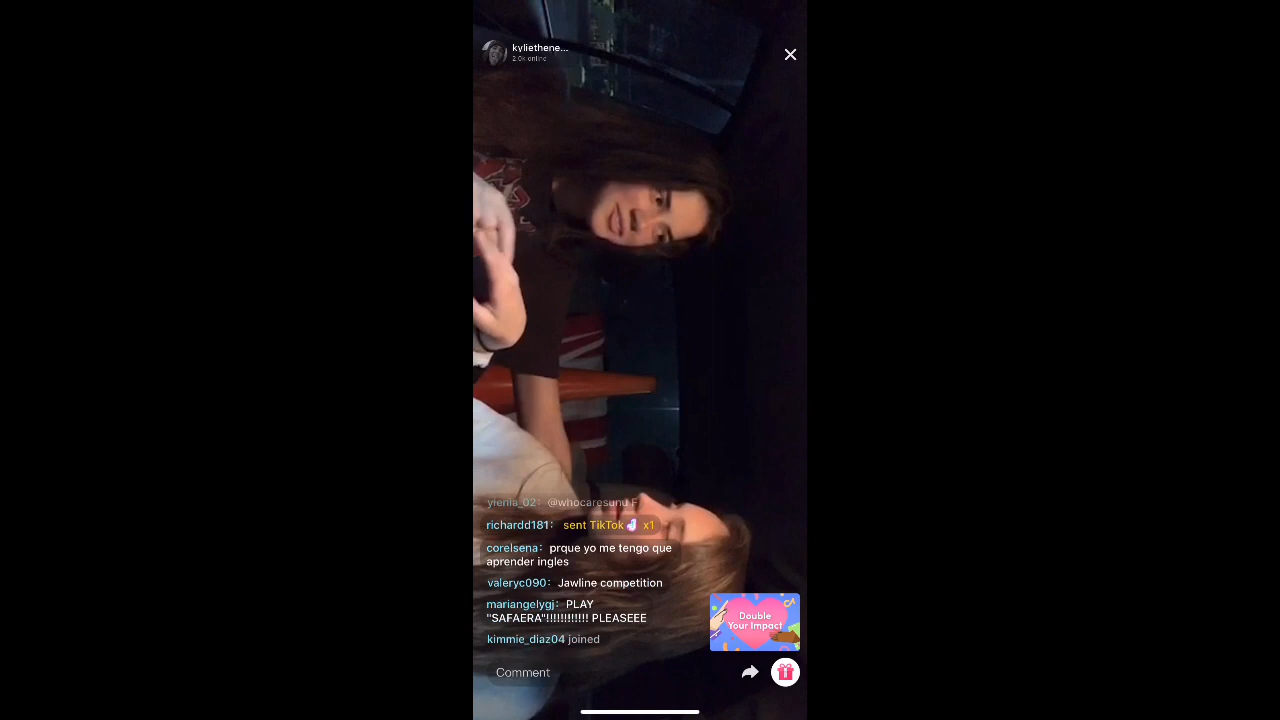 kyliethene...
2.0k online
ylenia_02: @whocaresunu F
richardd181: sent TikTok x1
corelsena: prque yo me tengo que
aprender ingles
valeryc090: Jawline competition
mariangelygj: PLAY
"SAFAERA"!!!!!!!!!!!! PLEASEEE
kimmie_diaz04 joined
Double
Your Impact
Comment